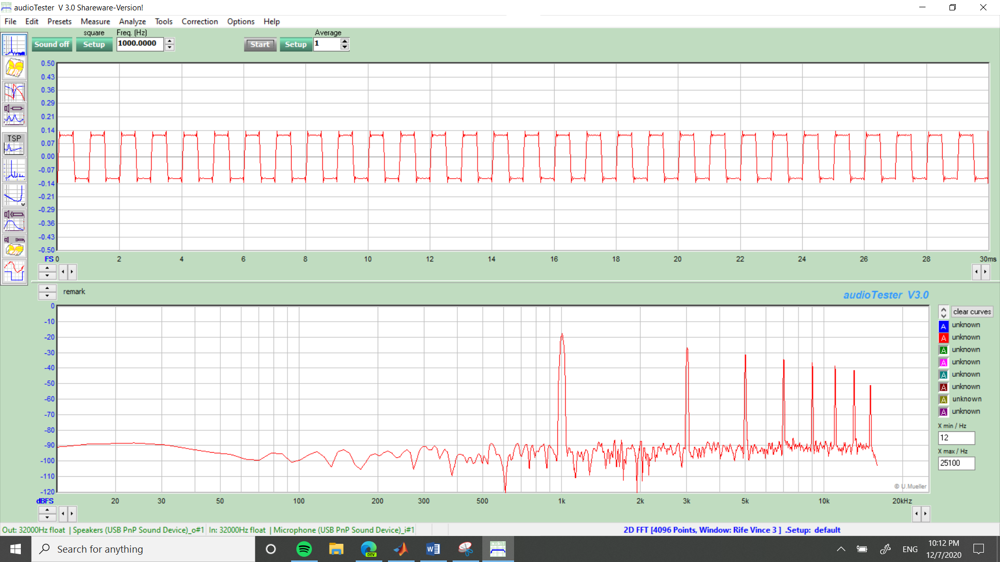 audioTester V 3.0 Shareware-Version!
File Edit Presets Measure Analyze Tools Correction Options Help
square Freq. (Hz) Average
Sound off Setup 1000.0000 Start Setup 1
TSP
0.50
0.43
0.36
0.29
0.21
0.14
0.07
0.00
-0.07
-0.14
-0.21
-0.29
-0.36
-0.43
-0.50
FS 0 2 4 6 8 10 12 14 16 18 20 22 24 26 28 30ms
remark
audioTester V3.0
0
-10
-20
-30
-40
-50
-60
-70
-80
-90
-100
-110
-120
dBFS 20 30 50 100 200 300 500 1k 2k 3k 5k 10k 20kHz
© U.Mueller
clear curves
A unknown
A unknown
A unknown
A unknown
A unknown
A unknown
A unknown
A unknown
X min / Hz
12
X max / Hz
25100
Out: 32000Hz float | Speakers (USB PnP Sound Device)_o#1 In: 32000Hz float | Microphone (USB PnP Sound Device)_i#1 2D FFT [4096 Points, Window: Rife Vince 3 ] .Setup: default
Search for anything
DEV
ENG
10:12 PM
12/7/2020